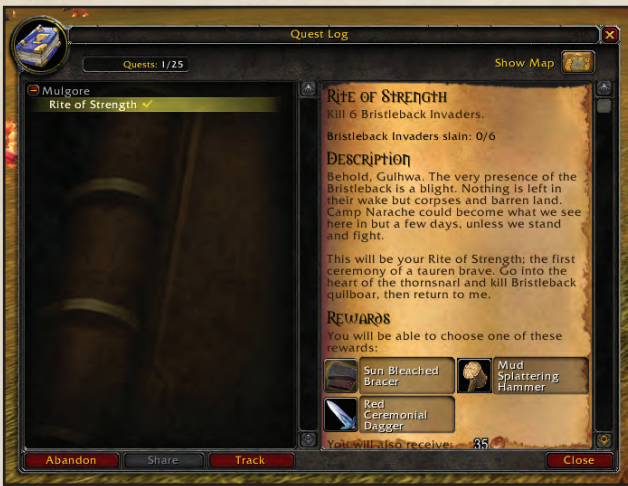 Quest Log
Quests: 1/25
Show Map
Mulgore
Rite of Strength
Rite of Strength
Kill 6 Bristleback Invaders.
Bristleback Invaders slain: 0/6
Description
Behold, Gulhwa. The very presence of the
Bristleback is a blight. Nothing is left in
their wake but corpses and barren land.
Camp Narache could become what we see
here in but a few days, unless we stand
and fight.
This will be your Rite of Strength; the first
ceremony of a tauren brave. Go into the
heart of the thornsnarl and kill Bristleback
quilboar, then return to me.
Rewards
You will be able to choose one of these
rewards:
Sun Bleached
Bracer
Mud
Splattering
Hammer
Red
Ceremonial
Dagger
You will also receive: 35
Abandon
Share
Track
Close